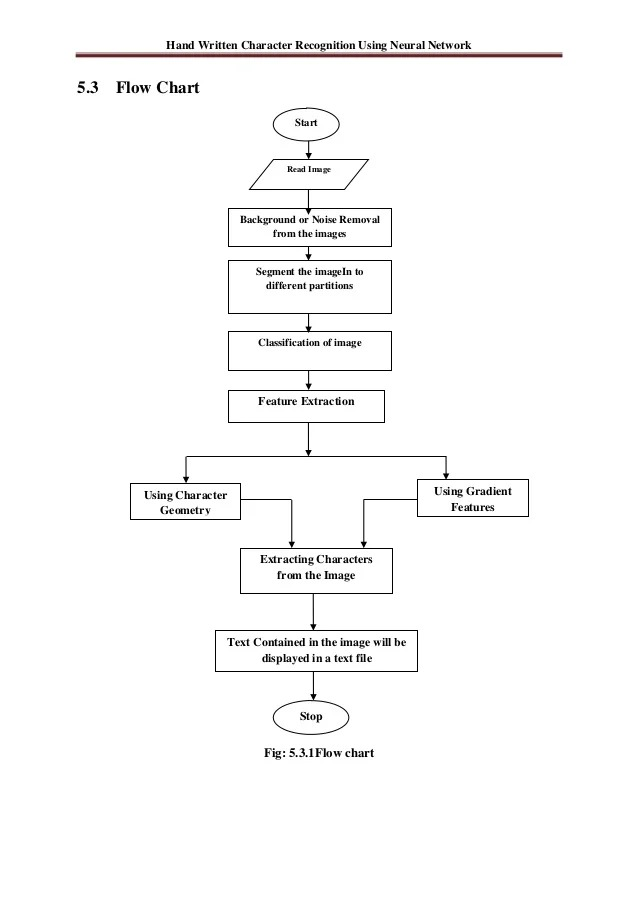 Hand Written Character Recognition Using Neural Network
5.3 Flow Chart
Start
Read Image
Background or Noise Removal
from the images
Segment the imageIn to
different partitions
Classification of image
Feature Extraction
Using Character
Geometry
Using Gradient
Features
Extracting Characters
from the Image
Text Contained in the image will be
displayed in a text file
Stop
Fig: 5.3.1Flow chart